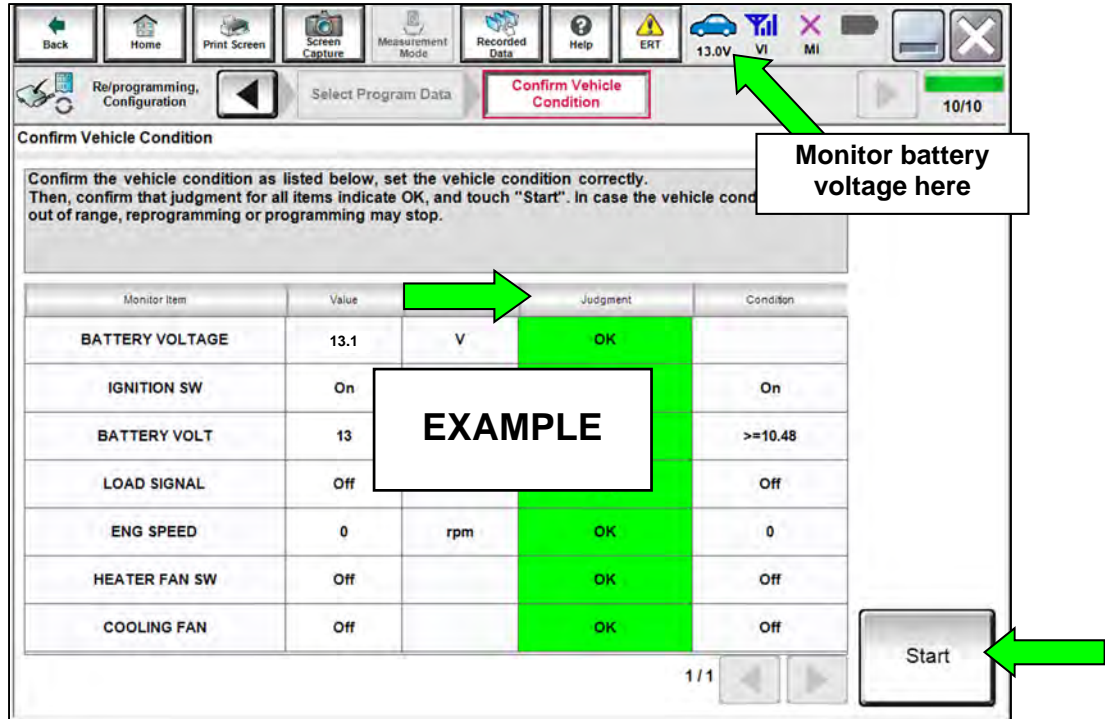 Back
Home
Print Screen
Screen
Capture
Measurement
Mode
Recorded
Data
Help
ERT
13.0V
VI
MI
Re/programming,
Configuration
Select Program Data
Confirm Vehicle
Condition
10/10
Confirm Vehicle Condition
Monitor battery
voltage here
Confirm the vehicle condition as listed below, set the vehicle condition correctly.
Then, confirm that judgment for all items indicate OK, and touch "Start". In case the vehicle cond
out of range, reprogramming or programming may stop.
Monitor Item Value Judgment Condition
BATTERY VOLTAGE 13.1 V OK
IGNITION SW On On
BATTERY VOLT 13 >=10.48
EXAMPLE
LOAD SIGNAL Off Off
ENG SPEED 0 rpm OK 0
HEATER FAN SW Off OK Off
COOLING FAN Off OK Off
Start
1/1